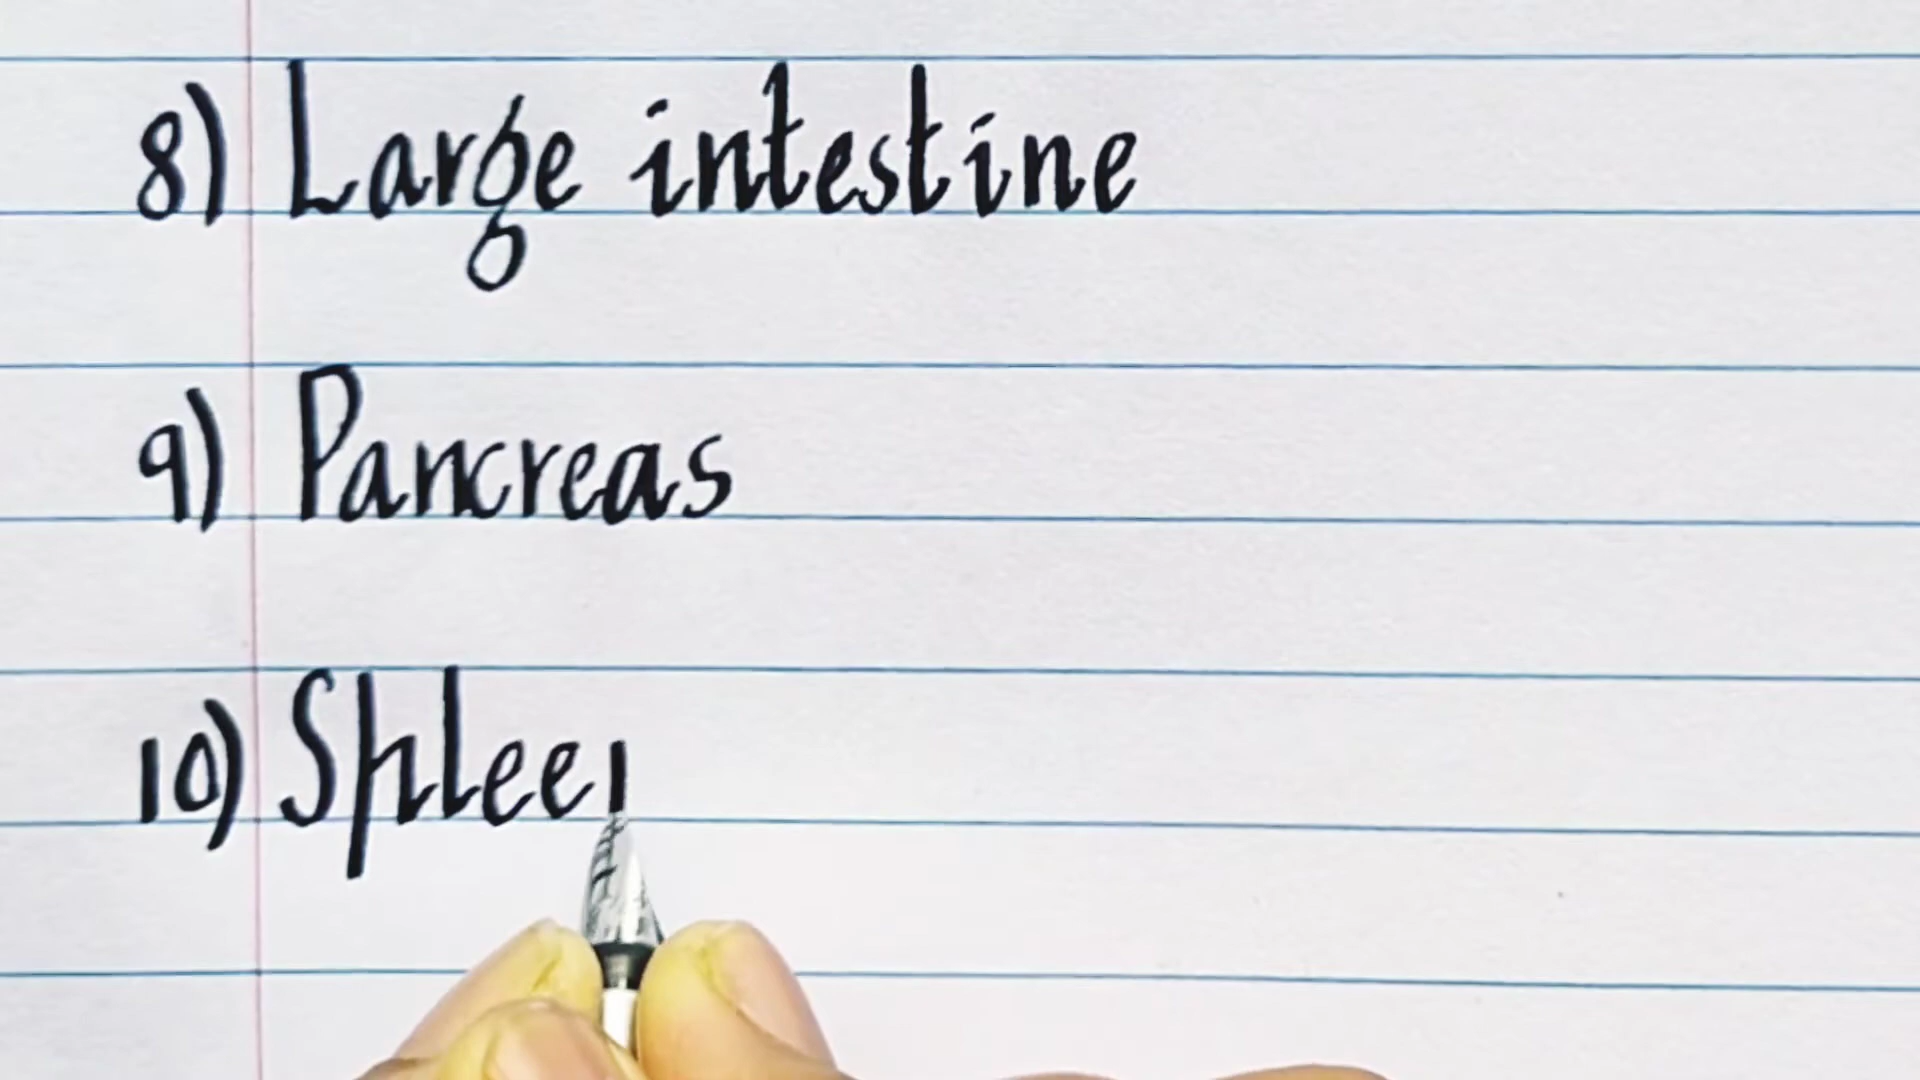 8) Large intestine
9) Pancreas
10) Splee